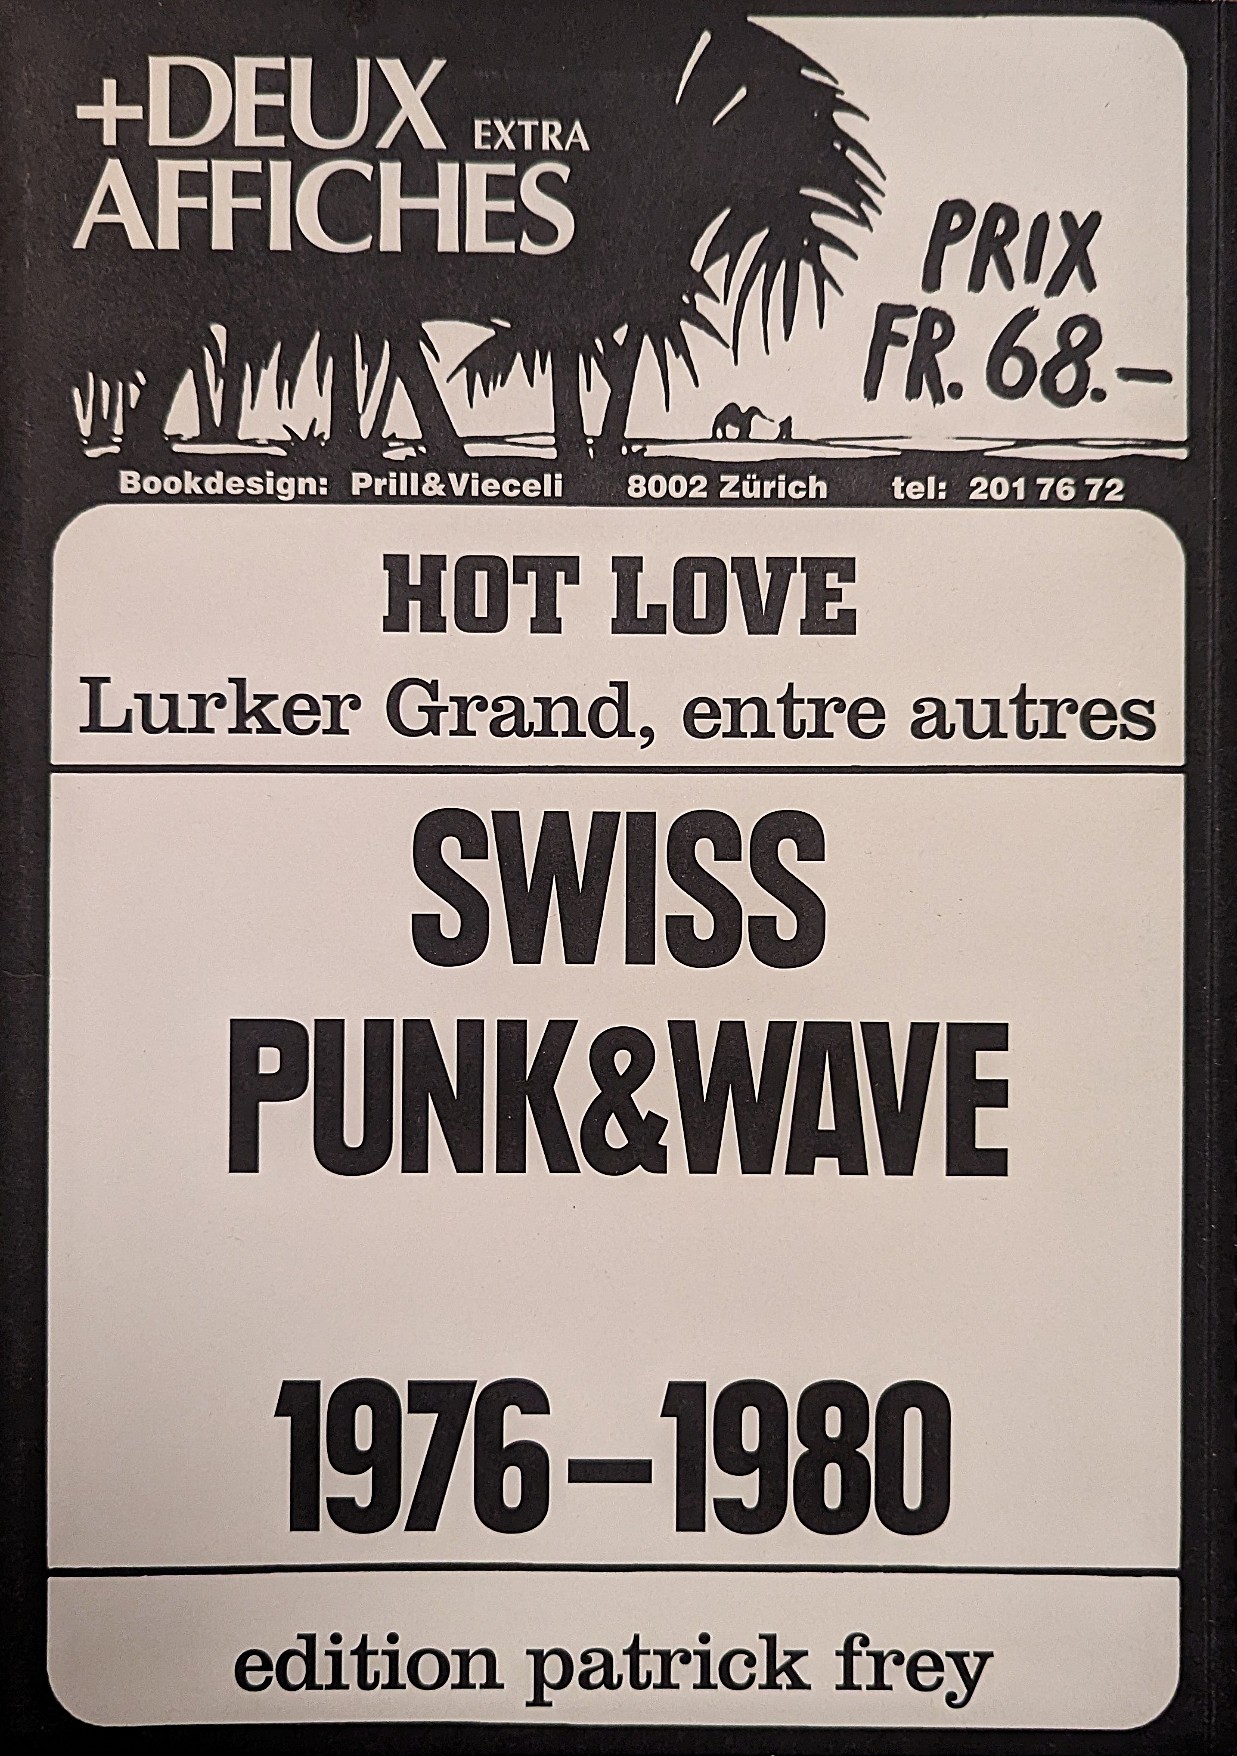 +DEUX EXTRA
AFFICHES
PRIX
FR. 68.–
Bookdesign: Prill&Vieceli 8002 Zürich tel: 201 76 72
HOT LOVE
Lurker Grand, entre autres
SWISS
PUNK&WAVE
1976–1980
edition patrick frey